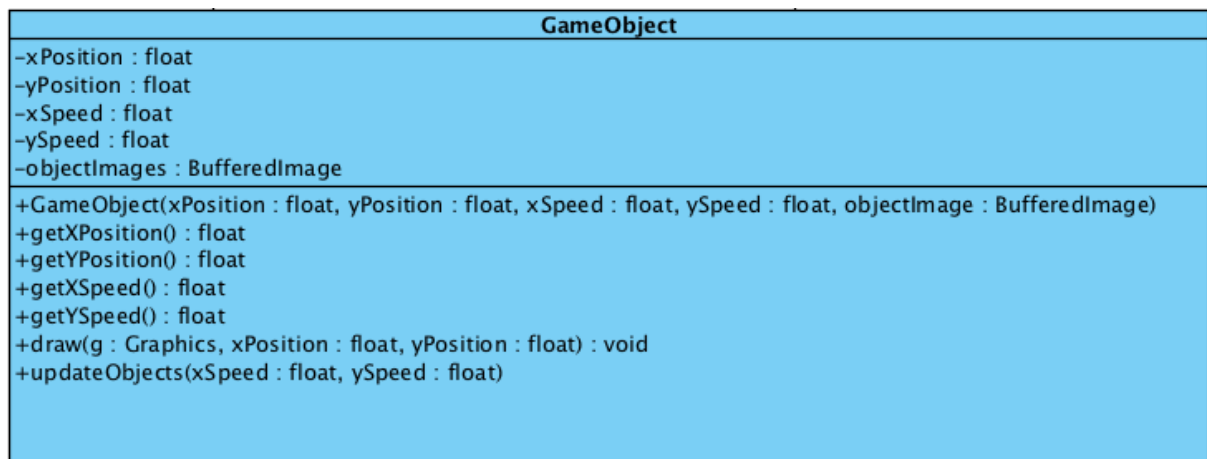 GameObject
-xPosition : float
-yPosition : float
-xSpeed : float
-ySpeed : float
-objectImages : BufferedImage
+GameObject(xPosition : float, yPosition : float, xSpeed : float, ySpeed : float, objectImage : BufferedImage)
+getXPosition() : float
+getYPosition() : float
+getXSpeed() : float
+getYSpeed() : float
+draw(g : Graphics, xPosition : float, yPosition : float) : void
+updateObjects(xSpeed : float, ySpeed : float)